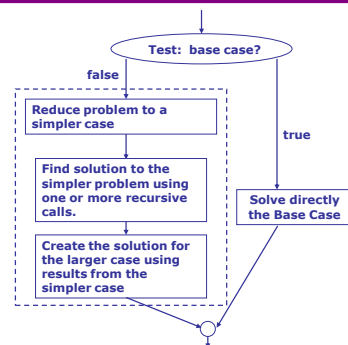 Test: base case?
false
true
Reduce problem to a
simpler case
Find solution to the
simpler problem using
one or more recursive
calls.
Solve directly
the Base Case
Create the solution for
the larger case using
results from the
simpler case